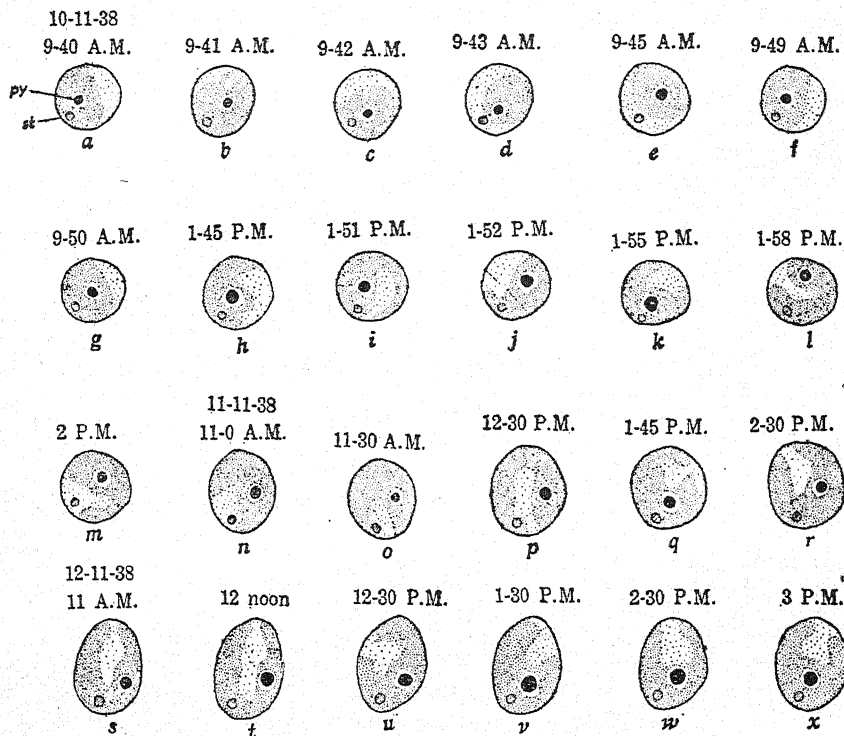 10-11-38
9-40 A.M. 9-41 A.M. 9-42 A.M. 9-43 A.M. 9-45 A.M. 9-49 A.M.
py
st
a b c d e f
9-50 A.M. 1-45 P.M. 1-51 P.M. 1-52 P.M. 1-55 P.M. 1-58 P.M.
g h i j k l
11-11-38
2 P.M. 11-0 A.M. 11-30 A.M. 12-30 P.M. 1-45 P.M. 2-30 P.M.
m n o p q r
12-11-38
11 A.M. 12 noon 12-30 P.M. 1-30 P.M. 2-30 P.M. 3 P.M.
s t u v w x